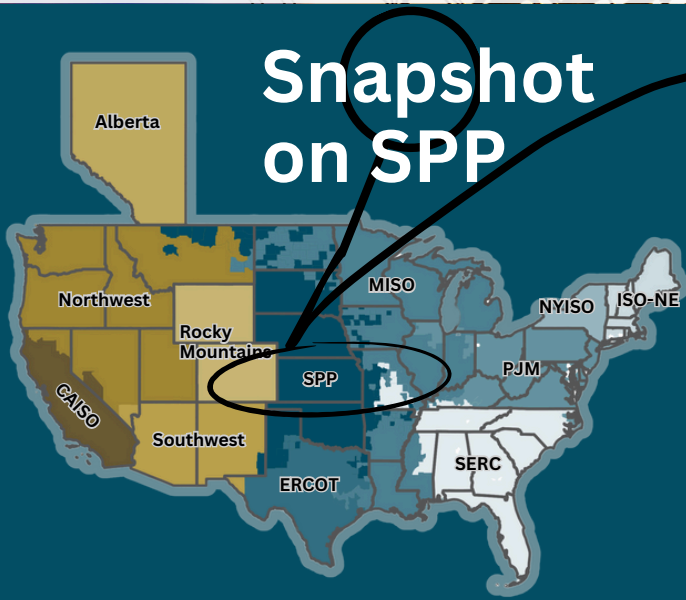 Snapshot
on SPP
Alberta
MISO
Northwest
NYISO
ISO-NE
Rocky
Mountains
PJM
SPP
CAISO
Southwest
SERC
ERCOT